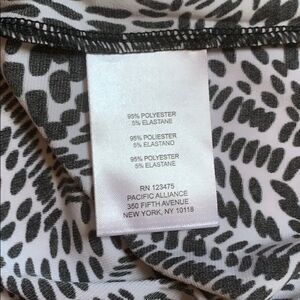 95% POLYESTER
5% ELASTANE
95% POLIESTER
5% ELASTANO
95% POLYESTER
5% ELASTANE
RN 123475
PACIFIC ALLIANCE
350 FIFTH AVENUE
NEW YORK, NY 10118